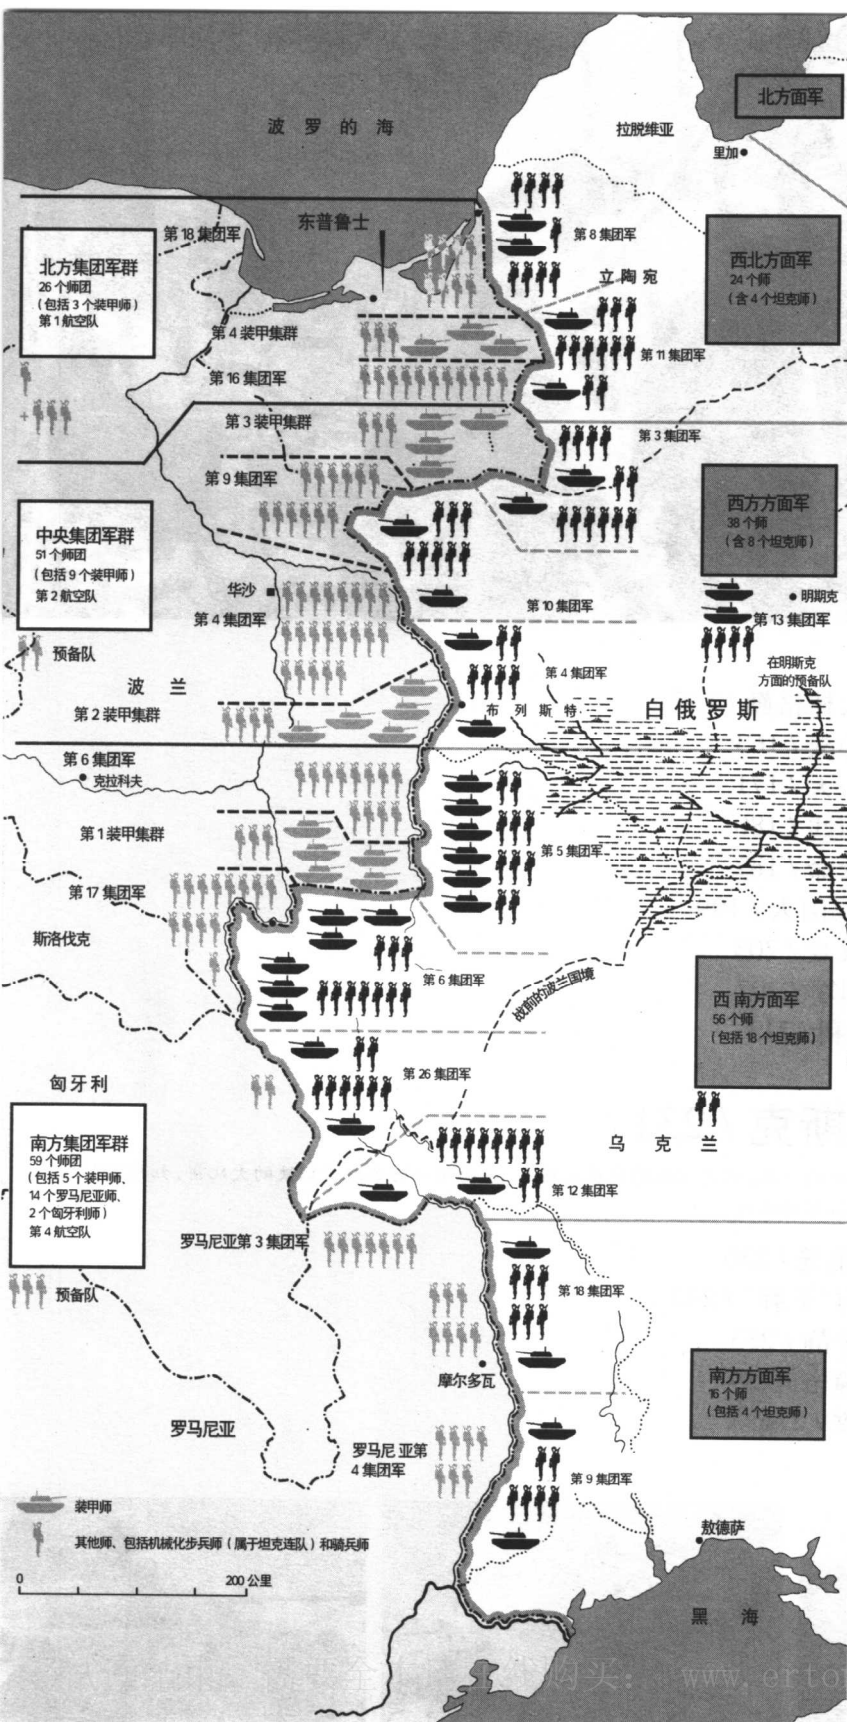 北方面军
波罗的海
拉脱维亚
里加
东普鲁士
第18集团军
第8集团军
北方集团军群
26个师团
(包括3个装甲师)
第1航空队
西北方面军
24个师
(含4个坦克师)
立陶宛
第4装甲集群
第11集团军
第16集团军
第3装甲集群
第3集团军
第9集团军
西方方面军
38个师
(含8个坦克师)
中央集团军群
51个师团
(包括9个装甲师)
第2航空队
华沙
明期克
第10集团军
第13集团军
第4集团军
预备队
在明斯克
方面的预备队
第4集团军
波兰
第2装甲集群
布列斯特
白俄罗斯
第6集团军
克拉科夫
第1装甲集群
第5集团军
第17集团军
斯洛伐克
第6集团军
战前的波兰国境
西南方面军
56个师
(包括18个坦克师)
第26集团军
匈牙利
南方集团军群
59个师团
(包括5个装甲师、
14个罗马尼亚师、
2个匈牙利师)
第4航空队
乌克兰
第12集团军
罗马尼亚第3集团军
预备队
第18集团军
摩尔多瓦
南方方面军
16个师
(包括4个坦克师)
罗马尼亚
罗马尼亚第
4集团军
第9集团军
装甲师
其他师、包括机械化步兵师(属于坦克连队)和骑兵师
敖德萨
0 200公里
黑海
购买: www.erto